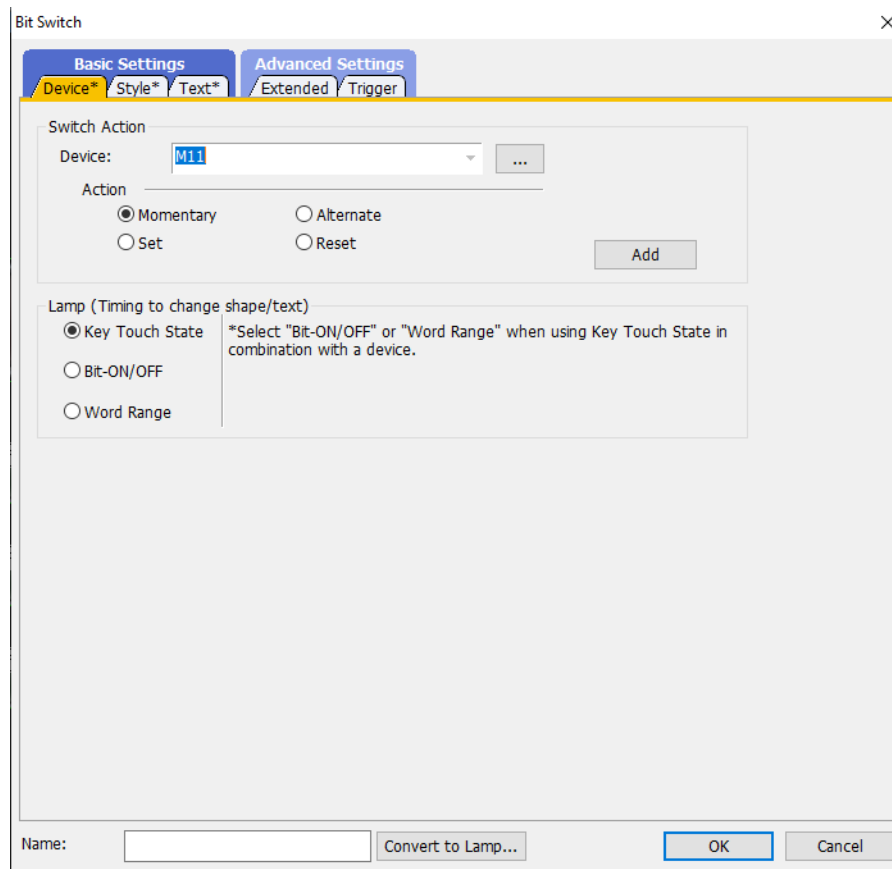 Bit Switch
Basic Settings
Advanced Settings
Device* Style* Text* Extended Trigger
Switch Action
Device: M11 ...
Action
Momentary Alternate
Set Reset
Add
Lamp (Timing to change shape/text)
Key Touch State
*Select "Bit-ON/OFF" or "Word Range" when using Key Touch State in
combination with a device.
Bit-ON/OFF
Word Range
Name: Convert to Lamp... OK Cancel